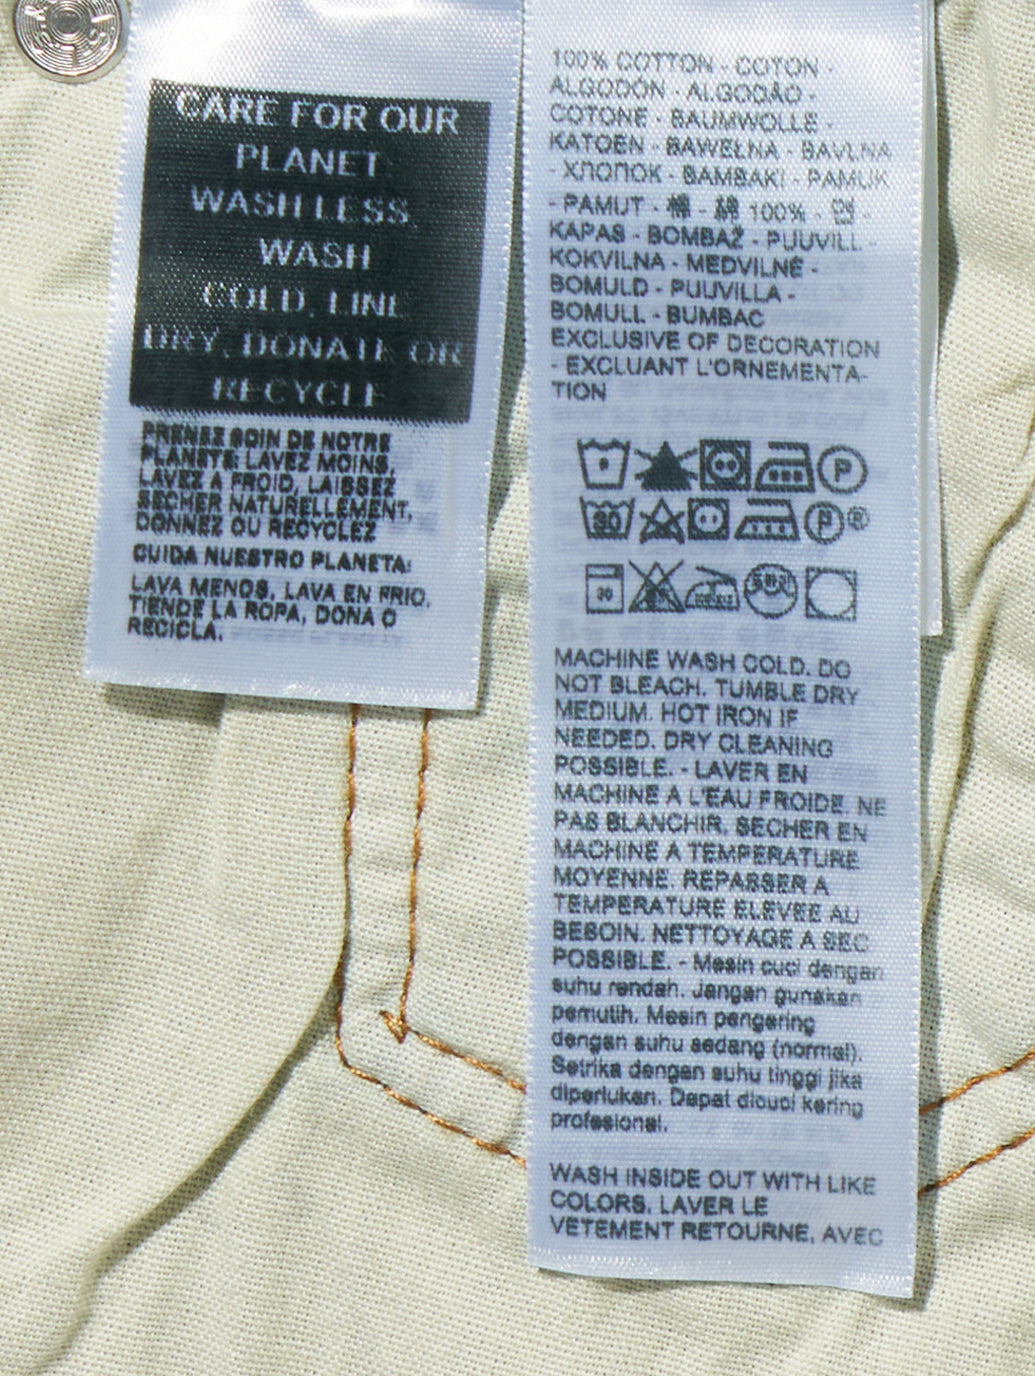 CARE FOR OUR
PLANET
WASH LESS,
WASH
COLD, LINE
DRY, DONATE OR
RECYCLE
PRENEZ SOIN DE NOTRE
PLANETE: LAVEZ MOINS,
LAVEZ A FROID, LAISSEZ
SECHER NATURELLEMENT,
DONNEZ OU RECYCLEZ
CUIDA NUESTRO PLANETA:
LAVA MENOS, LAVA EN FRIO,
TIENDE LA ROPA, DONA O
RECICLA.
100% COTTON - COTON -
ALGODÓN - ALGODÃO -
COTONE - BAUMWOLLE -
KATOEN - BAWEŁNA - BAVLNA
- ХЛОПОК - BAMBAKI - PAMUK
- PAMUT - 棉 - 綿 100% - 면 -
KAPAS - BOMBAŽ - PUUVILL -
KOKVILNA - MEDVILNĖ -
BOMULD - PUUVILLA -
BOMULL - BUMBAC
EXCLUSIVE OF DECORATION
- EXCLUANT L'ORNEMENTA-
TION
P
30 P ®
30
MACHINE WASH COLD. DO
NOT BLEACH. TUMBLE DRY
MEDIUM. HOT IRON IF
NEEDED. DRY CLEANING
POSSIBLE. - LAVER EN
MACHINE A L'EAU FROIDE. NE
PAS BLANCHIR. SECHER EN
MACHINE A TEMPERATURE
MOYENNE. REPASSER A
TEMPERATURE ELEVEE AU
BESOIN. NETTOYAGE A SEC
POSSIBLE. - Mesin cuci dengan
suhu rendah. Jangan gunakan
pemutih. Mesin pengering
dengan suhu sedang (normal).
Setrika dengan suhu tinggi jika
diperlukan. Dapat dicuci kering
profesional.
WASH INSIDE OUT WITH LIKE
COLORS. LAVER LE
VETEMENT RETOURNE, AVEC